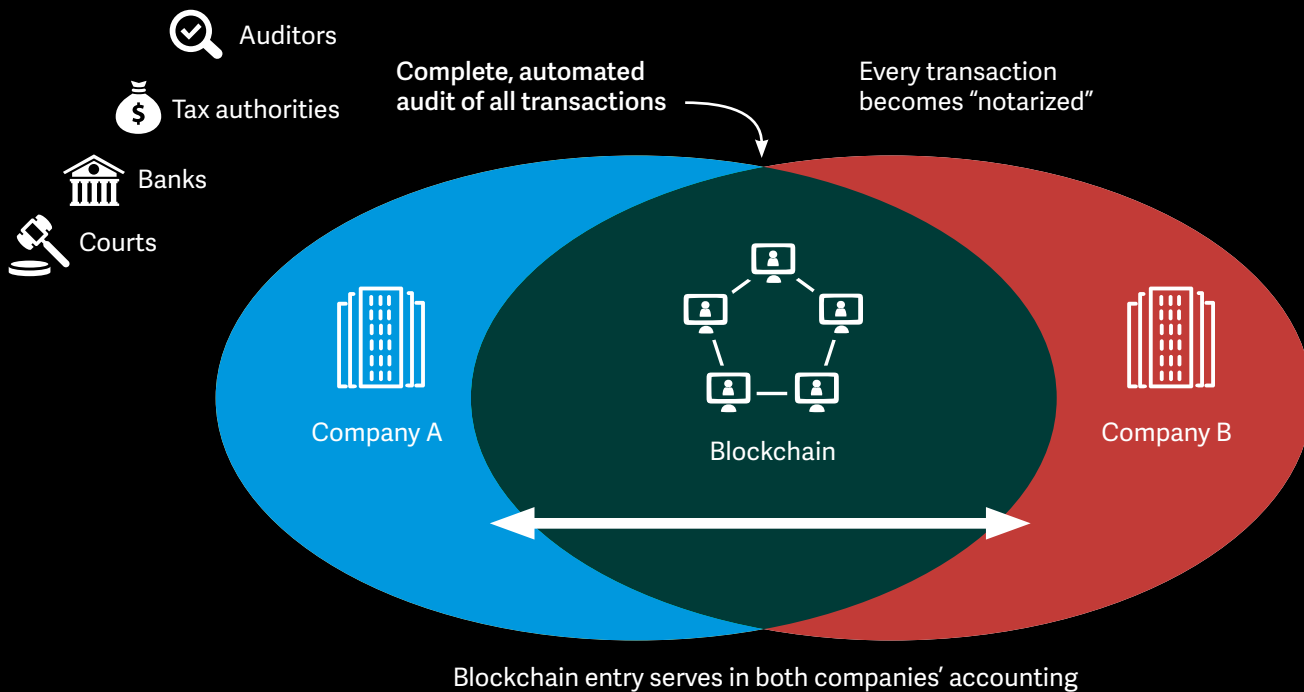 Auditors
Tax authorities
Banks
Courts
Complete, automated
audit of all transactions
Every transaction
becomes “notarized”
$
Company A
Blockchain
Company B
Blockchain entry serves in both companies’ accounting